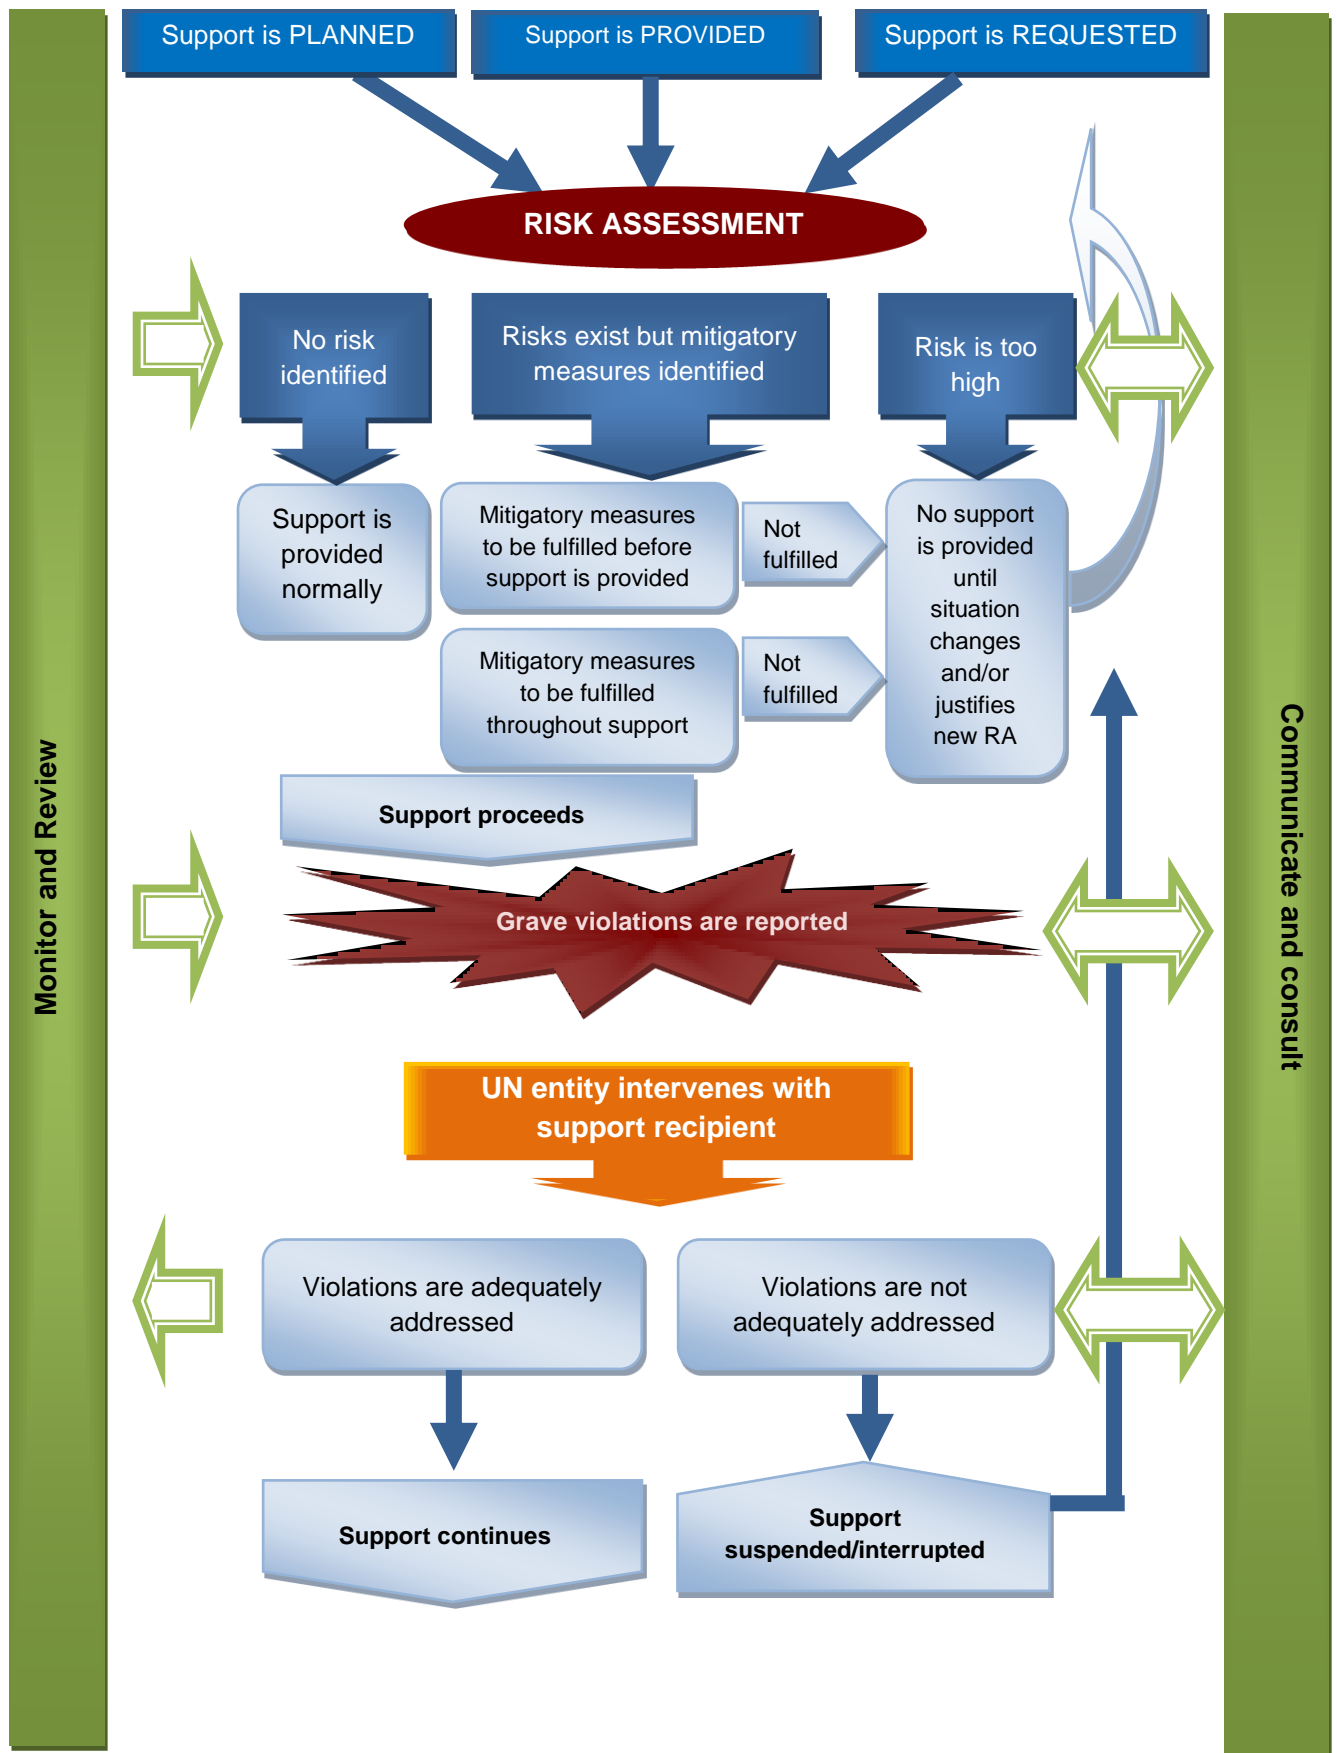 Support is PLANNED
Support is PROVIDED
Support is REQUESTED
RISK ASSESSMENT
No risk
identified
Risks exist but mitigatory
measures identified
Risk is too
high
Support is
provided
normally
Mitigatory measures
to be fulfilled before
support is provided
Not
fulfilled
No support
is provided
until
situation
changes
and/or
justifies
new RA
Mitigatory measures
to be fulfilled
throughout support
Not
fulfilled
Support proceeds
Grave violations are reported
UN entity intervenes with
support recipient
Violations are adequately
addressed
Violations are not
adequately addressed
Support continues
Support
suspended/interrupted
Monitor and Review
Communicate and consult